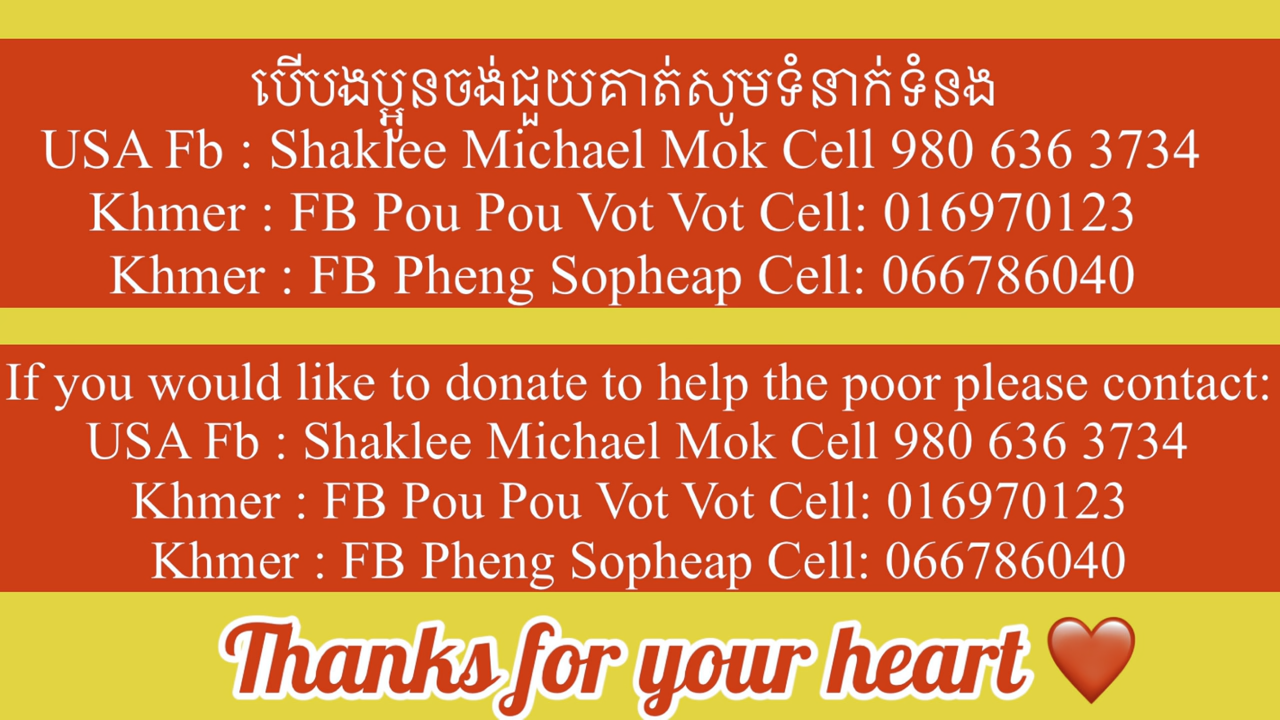 បើបងប្អូនចង់ជួយគាត់សូមទំនាក់ទំនង
USA Fb : Shaklee Michael Mok Cell 980 636 3734
Khmer : FB Pou Pou Vot Vot Cell: 016970123
Khmer : FB Pheng Sopheap Cell: 066786040
If you would like to donate to help the poor please contact:
USA Fb : Shaklee Michael Mok Cell 980 636 3734
Khmer : FB Pou Pou Vot Vot Cell: 016970123
Khmer : FB Pheng Sopheap Cell: 066786040
Thanks for your heart ❤️